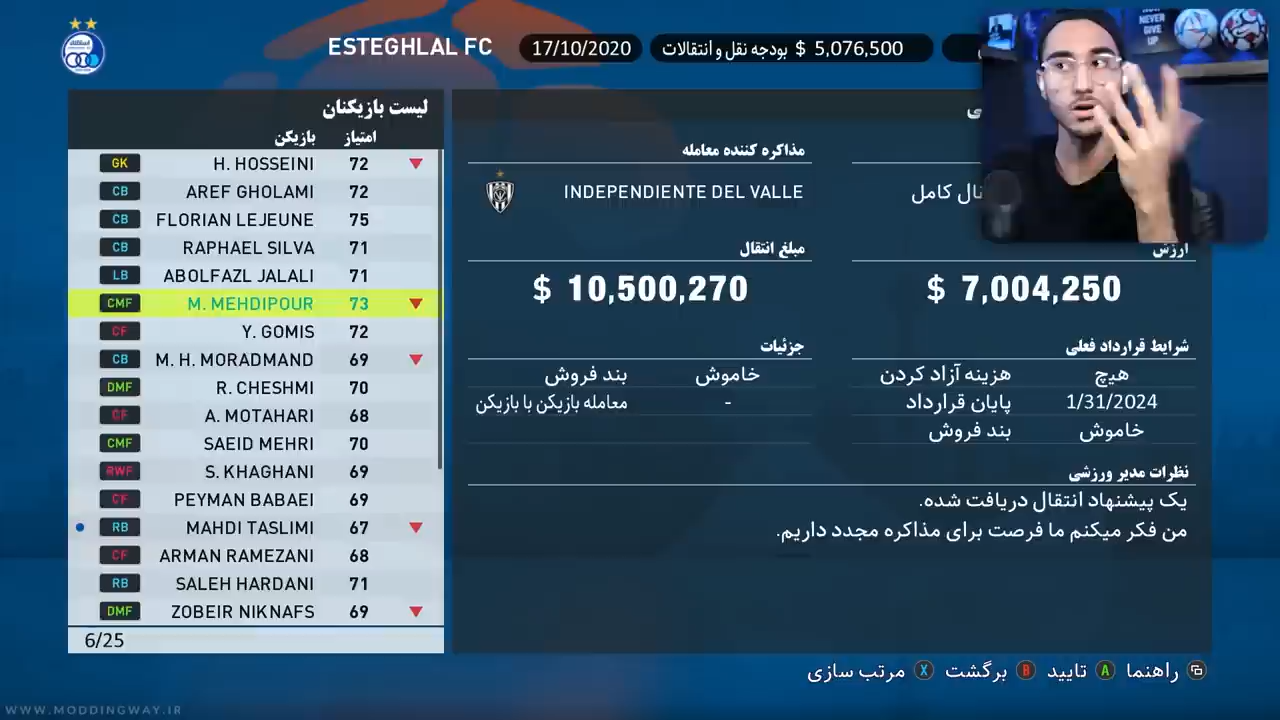 ESTEGHLAL FC
17/10/2020
بودجه نقل و انتقالات $ 5,076,500
لیست بازیکنان
بازیکن امتیاز
GK H. HOSSEINI 72
CB AREF GHOLAMI 72
CB FLORIAN LEJEUNE 75
CB RAPHAEL SILVA 71
LB ABOLFAZL JALALI 71
CMF M. MEHDIPOUR 73
CF Y. GOMIS 72
CB M. H. MORADMAND 69
DMF R. CHESHMI 70
CF A. MOTAHARI 68
CMF SAEID MEHRI 70
RWF S. KHAGHANI 69
CF PEYMAN BABAEI 69
RB MAHDI TASLIMI 67
CF ARMAN RAMEZANI 68
RB SALEH HARDANI 71
DMF ZOBEIR NIKNAFS 69
6/25
NEVER
GIVE
UP
کامل
مذاکره کننده معامله
INDEPENDIENTE DEL VALLE
ارزش
$ 7,004,250
مبلغ انتقال
$ 10,500,270
شرایط قرارداد فعلی
هزینه آزاد کردن هیچ
پایان قرارداد 1/31/2024
بند فروش خاموش
جزئیات
بند فروش خاموش
معامله بازیکن با بازیکن -
نظرات مدیر ورزشی
یک پیشنهاد انتقال دریافت شده.
من فکر میکنم ما فرصت برای مذاکره مجدد داریم.
راهنما A تایید B برگشت X مرتب سازی
WWW.MODDINGWAY.IR